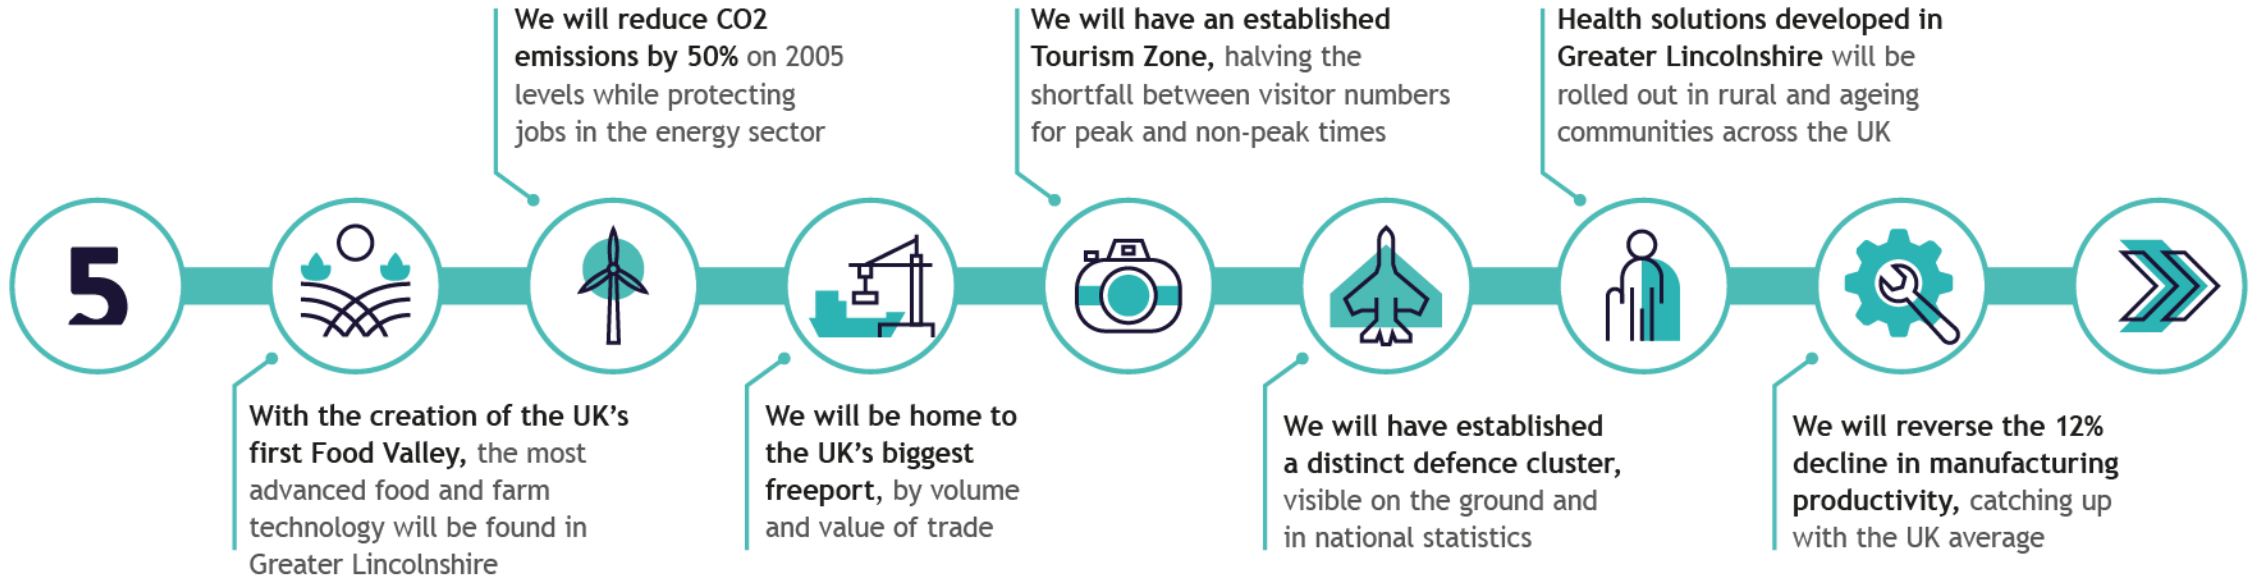 5
With the creation of the UK's
first Food Valley, the most
advanced food and farm
technology will be found in
Greater Lincolnshire
We will reduce CO2
emissions by 50% on 2005
levels while protecting
jobs in the energy sector
We will be home to
the UK's biggest
freeport, by volume
and value of trade
We will have an established
Tourism Zone, halving the
shortfall between visitor numbers
for peak and non-peak times
We will have established
a distinct defence cluster,
visible on the ground and
in national statistics
Health solutions developed in
Greater Lincolnshire will be
rolled out in rural and ageing
communities across the UK
We will reverse the 12%
decline in manufacturing
productivity, catching up
with the UK average